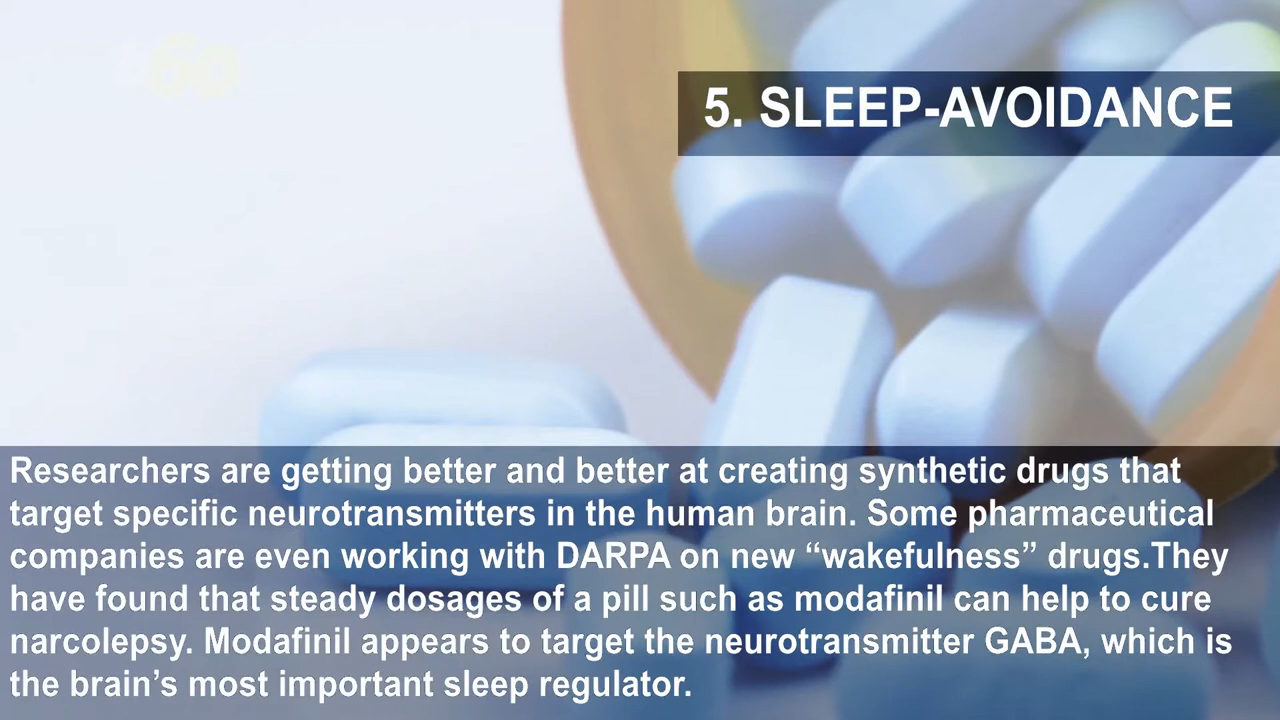 5. SLEEP-AVOIDANCE
Researchers are getting better and better at creating synthetic drugs that
target specific neurotransmitters in the human brain. Some pharmaceutical
companies are even working with DARPA on new “wakefulness” drugs.They
have found that steady dosages of a pill such as modafinil can help to cure
narcolepsy. Modafinil appears to target the neurotransmitter GABA, which is
the brain’s most important sleep regulator.